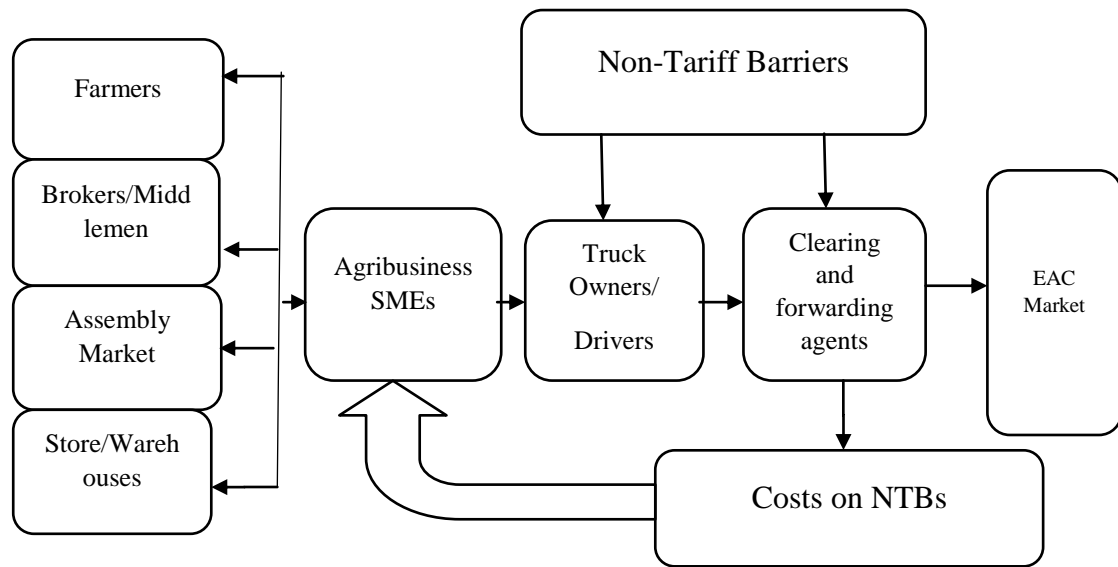 Farmers
Brokers/Midd
lemen
Assembly
Market
Store/Wareh
ouses
Agribusiness
SMEs
Non-Tariff Barriers
Truck
Owners/
Drivers
Clearing
and
forwarding
agents
EAC
Market
Costs on NTBs